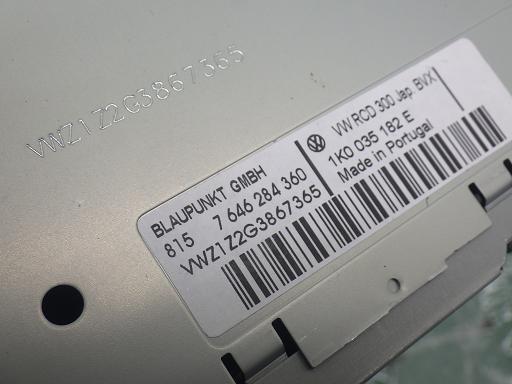 VWZ1Z2G3867365
BLAUPUNKT GMBH
815 7 646 284 360
VWZ1Z2G3867365
VW RCD 300 Jap. BVX
1K0 035 182 E
Made in Portugal